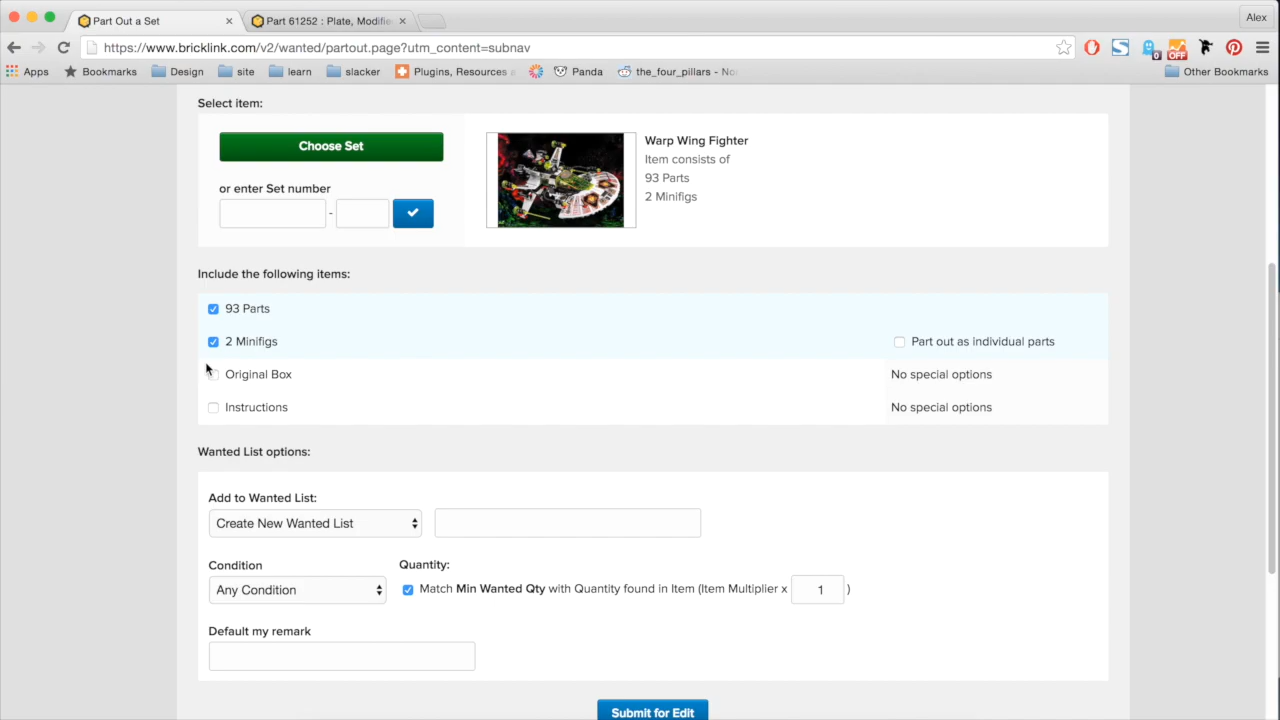 Part Out a Set
Part 61252 : Plate, Modifie
Alex
https://www.bricklink.com/v2/wanted/partout.page?utm_content=subnav
0
OFF
Apps
Bookmarks
Design
site
learn
slacker
Plugins, Resources
Panda
the_four_pillars - No
Other Bookmarks
Select item:
Choose Set
or enter Set number
-
Warp Wing Fighter
Item consists of
93 Parts
2 Minifigs
Include the following items:
93 Parts
2 Minifigs
Part out as individual parts
Original Box
No special options
Instructions
No special options
Wanted List options:
Add to Wanted List:
Create New Wanted List
Condition
Quantity:
Any Condition
Match Min Wanted Qty with Quantity found in Item (Item Multiplier x 1 )
Default my remark
Submit for Edit